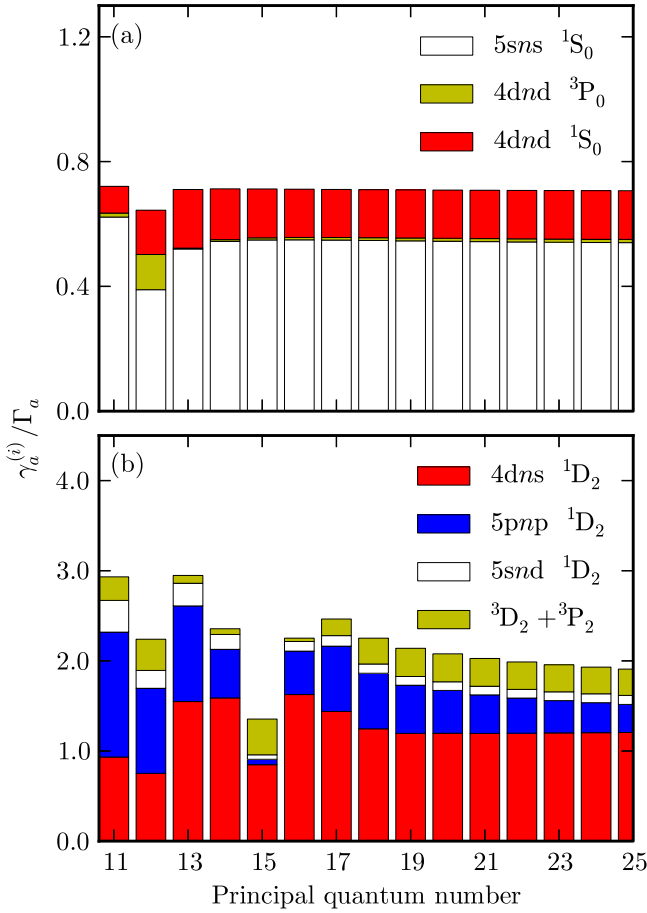 (a)
5sns ¹S₀
4dnd ³P₀
4dnd ¹S₀
1.2
0.8
0.4
0.0
γₐ⁽ⁱ⁾/Γₐ
(b)
4dns ¹D₂
5pnp ¹D₂
5snd ¹D₂
³D₂ + ³P₂
4.0
3.0
2.0
1.0
0.0
11 13 15 17 19 21 23 25
Principal quantum number